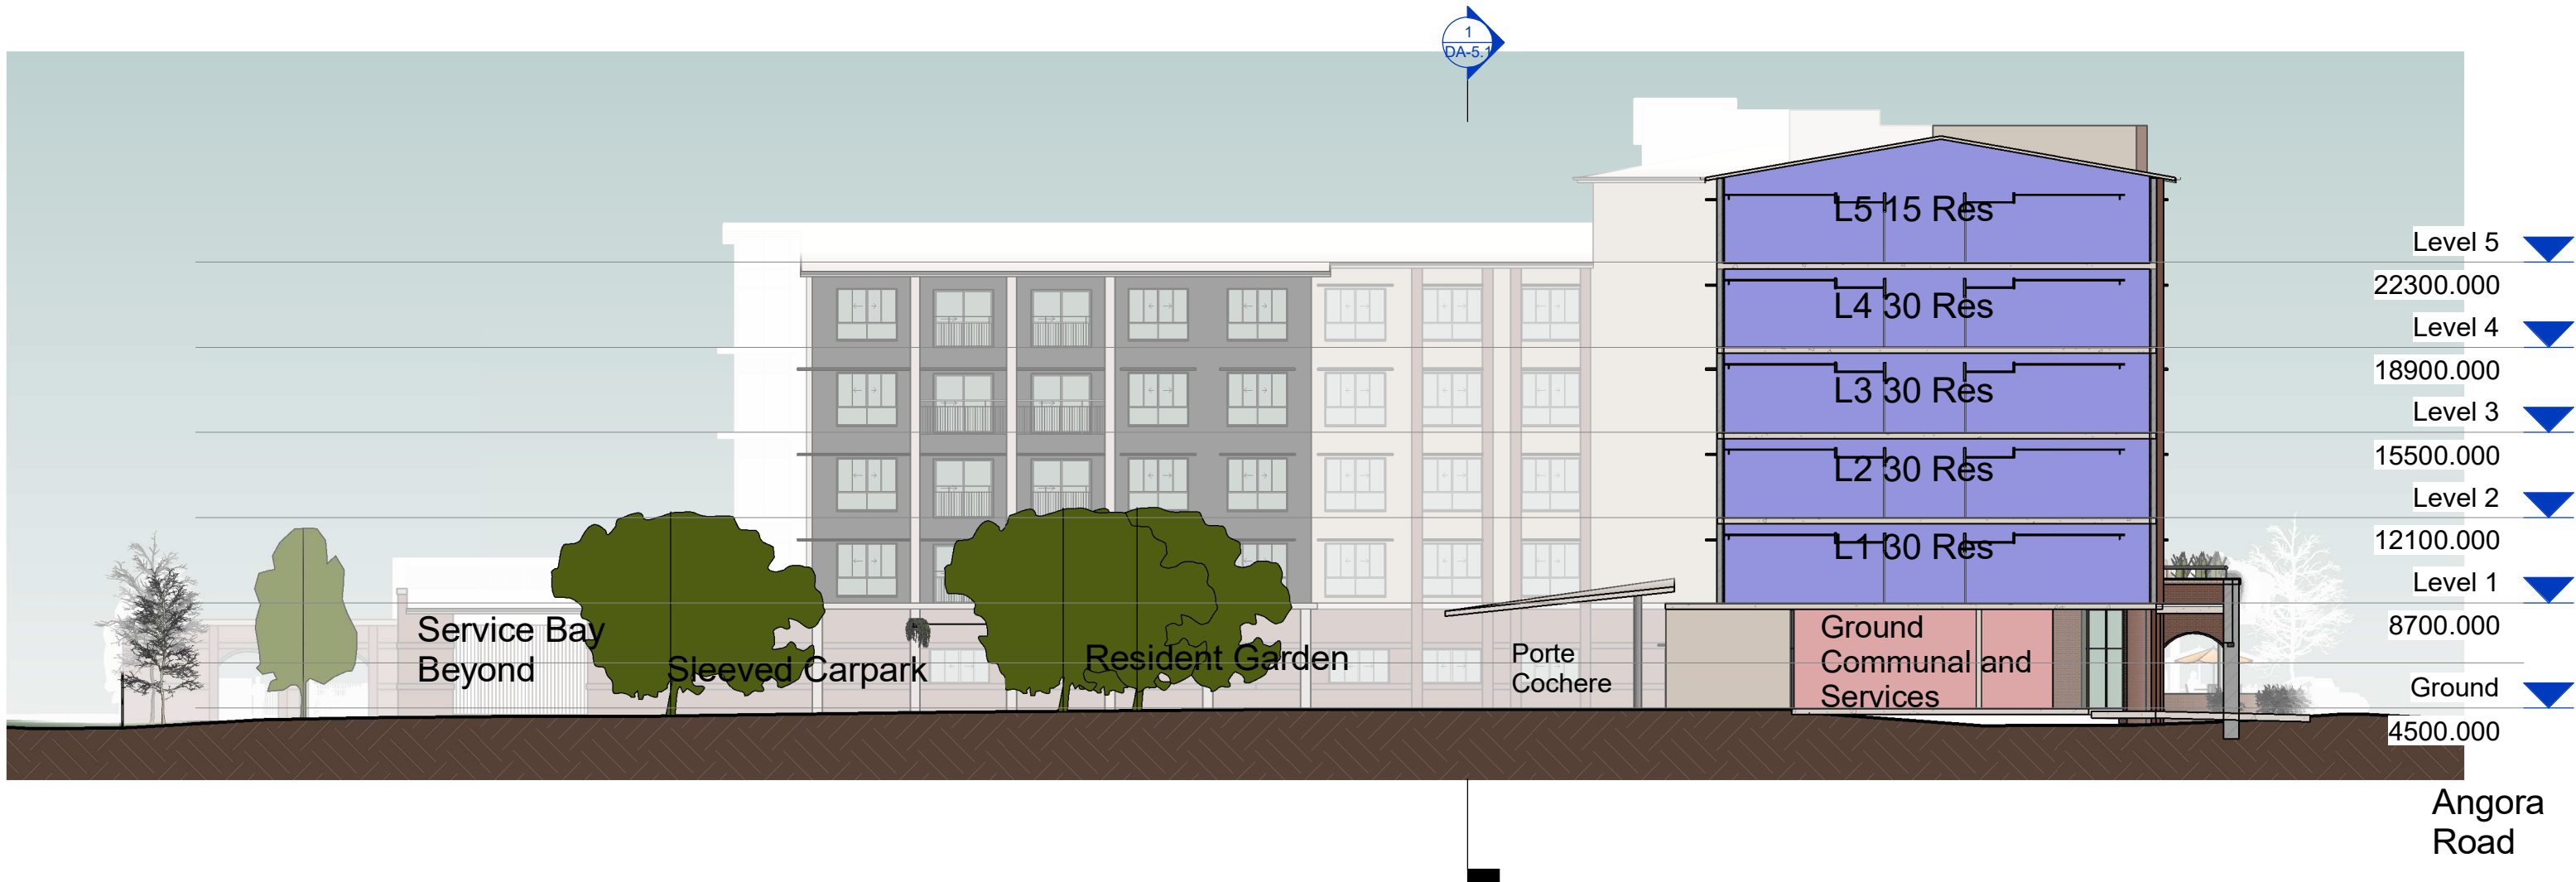 1
DA-5.1
L5 15 Res
L4 30 Res
L3 30 Res
L2 30 Res
L1 30 Res
Level 5
22300.000
Level 4
18900.000
Level 3
15500.000
Level 2
12100.000
Level 1
8700.000
Ground
4500.000
Service Bay
Beyond
Sleeved Carpark
Resident Garden
Porte
Cochere
Ground
Communal and
Services
Angora
Road